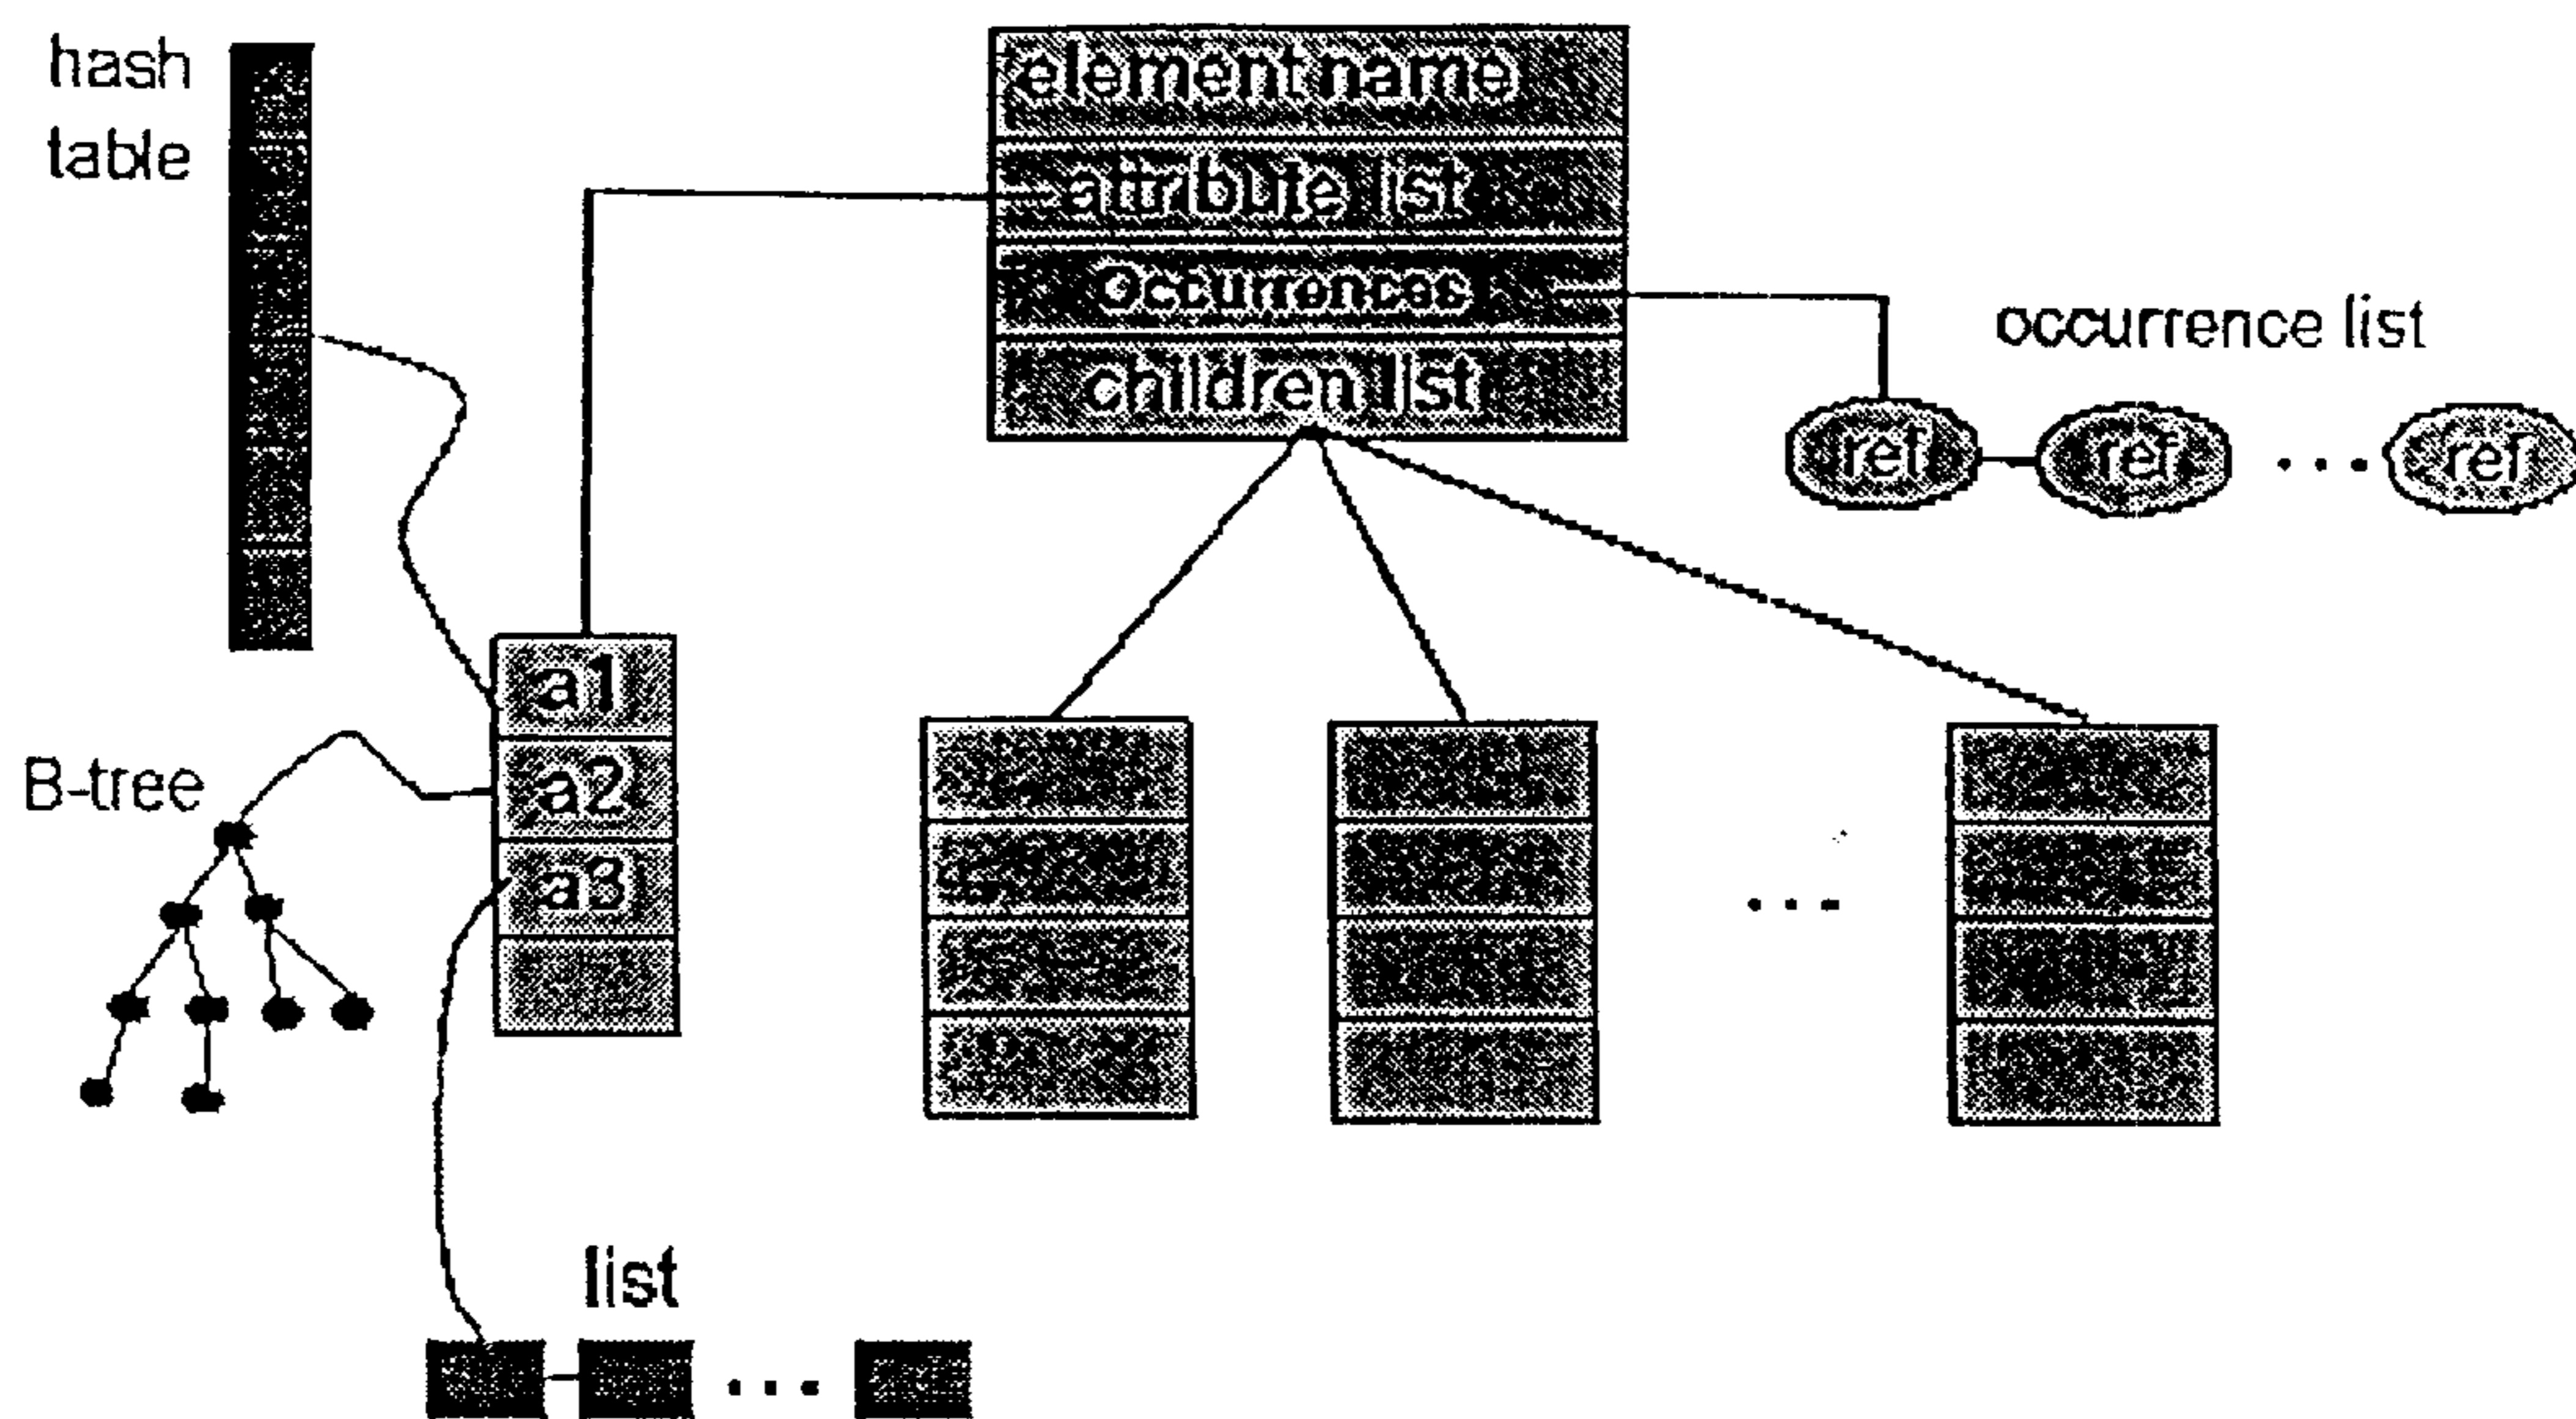 hash
table
element name
attribute list
Occurrences
children list
occurrence list
ref
ref
...
ref
a1
a2
a3
B-tree
...
list
...